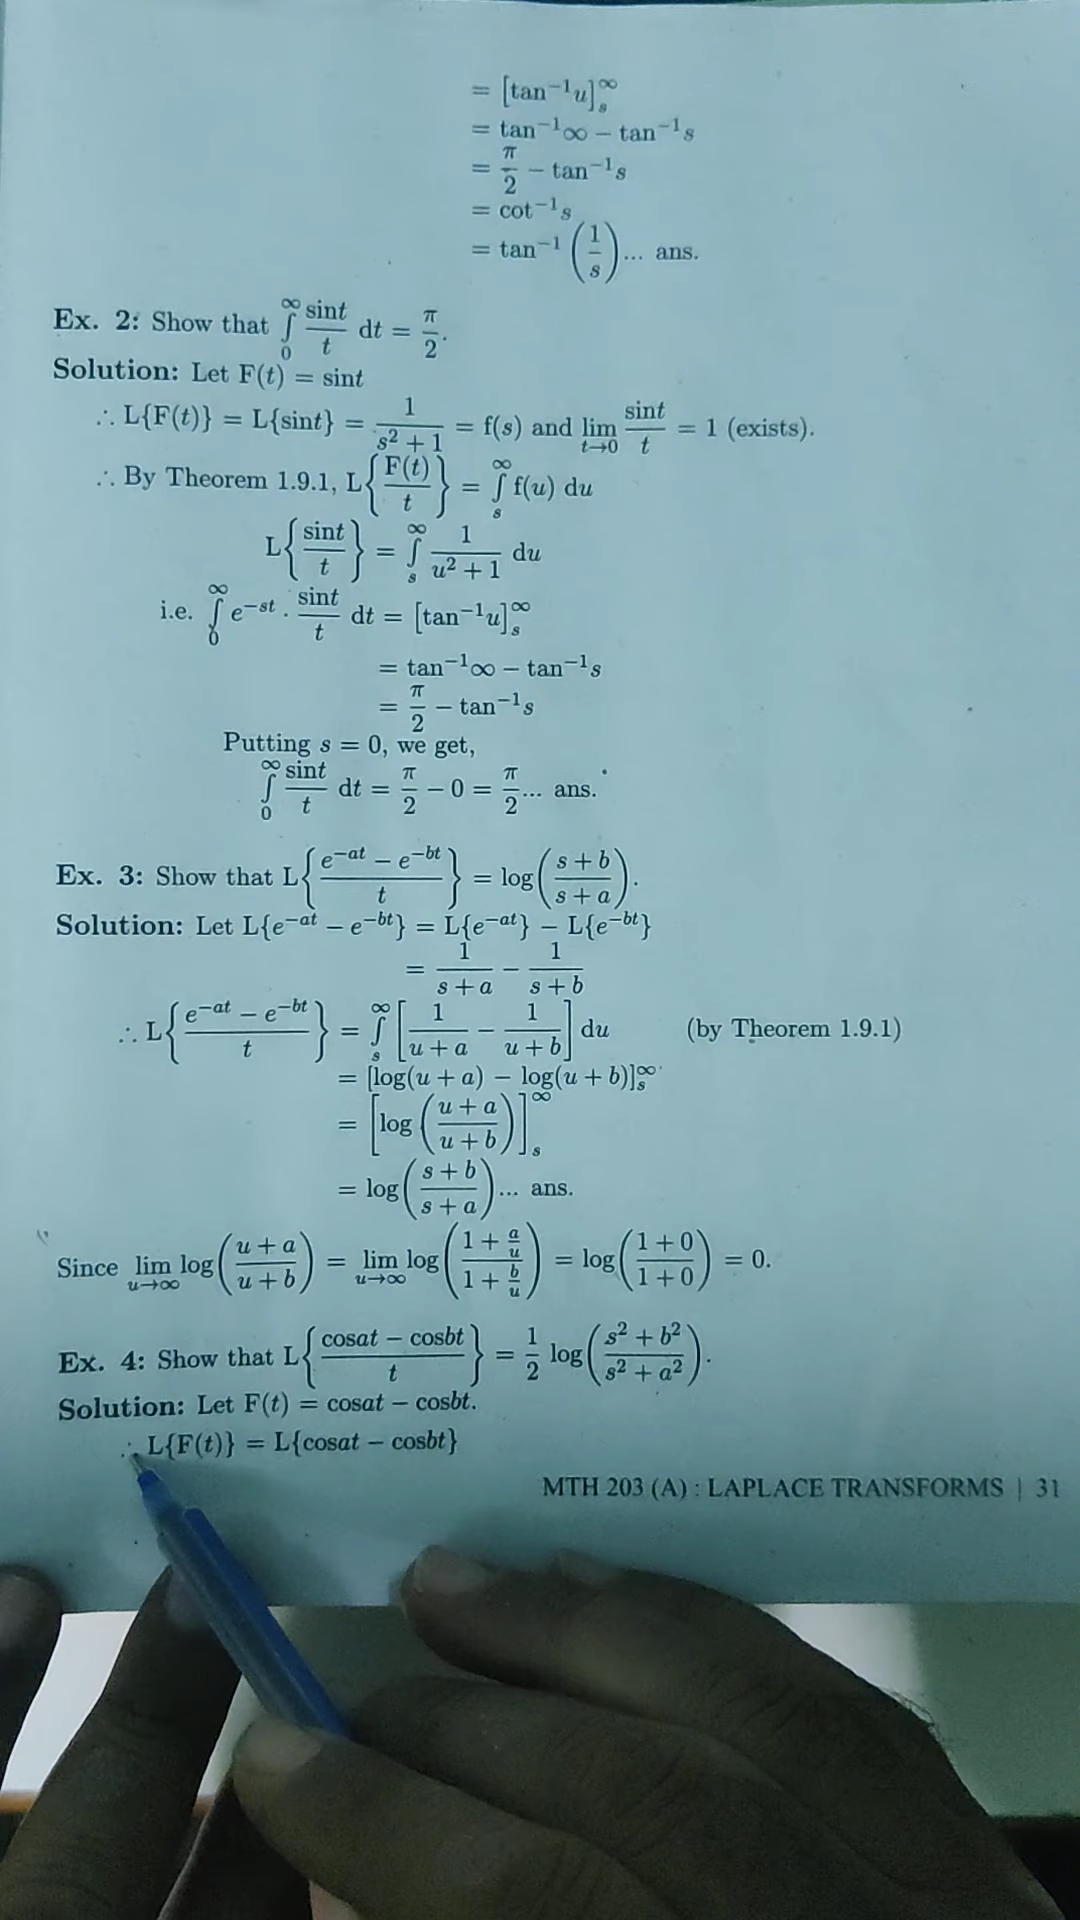 = [tan⁻¹u]ₛ^∞
= tan⁻¹∞ − tan⁻¹s
= π/2 − tan⁻¹s
= cot⁻¹s
= tan⁻¹(1/s)... ans.
Ex. 2: Show that ∫₀^∞ sint/t dt = π/2.
Solution: Let F(t) = sint
∴ L{F(t)} = L{sint} = 1/(s² + 1) = f(s) and lim_{t→0} sint/t = 1 (exists).
∴ By Theorem 1.9.1, L{F(t)/t} = ∫ₛ^∞ f(u) du
L{sint/t} = ∫ₛ^∞ 1/(u² + 1) du
i.e. ∫₀^∞ e^{−st} · sint/t dt = [tan⁻¹u]ₛ^∞
= tan⁻¹∞ − tan⁻¹s
= π/2 − tan⁻¹s
Putting s = 0, we get,
∫₀^∞ sint/t dt = π/2 − 0 = π/2... ans.
Ex. 3: Show that L{(e^{−at} − e^{−bt})/t} = log((s + b)/(s + a)).
Solution: Let L{e^{−at} − e^{−bt}} = L{e^{−at}} − L{e^{−bt}}
= 1/(s + a) − 1/(s + b)
∴ L{(e^{−at} − e^{−bt})/t} = ∫ₛ^∞ [1/(u + a) − 1/(u + b)] du (by Theorem 1.9.1)
= [log(u + a) − log(u + b)]ₛ^∞
= [log((u + a)/(u + b))]ₛ^∞
= log((s + b)/(s + a))... ans.
Since lim_{u→∞} log((u + a)/(u + b)) = lim_{u→∞} log((1 + a/u)/(1 + b/u)) = log((1 + 0)/(1 + 0)) = 0.
Ex. 4: Show that L{(cosat − cosbt)/t} = 1/2 log((s² + b²)/(s² + a²)).
Solution: Let F(t) = cosat − cosbt.
∴ L{F(t)} = L{cosat − cosbt}
MTH 203 (A) : LAPLACE TRANSFORMS | 31